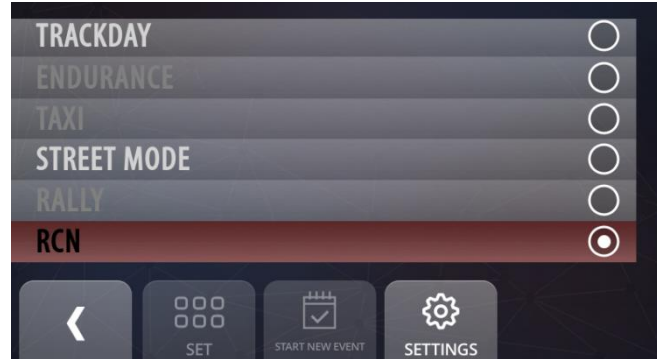 TRACKDAY
ENDURANCE
TAXI
STREET MODE
RALLY
RCN
SET
START NEW EVENT
SETTINGS